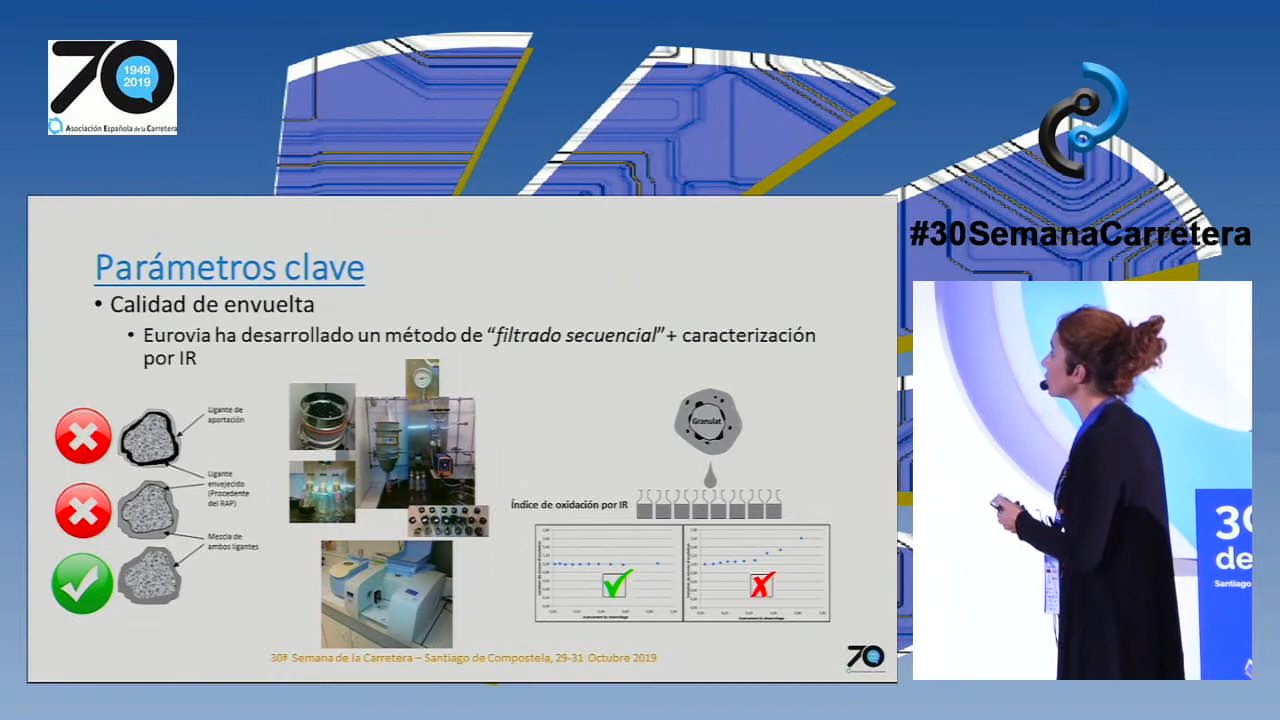 70
1949
2019
Asociación Española de la Carretera
#30SemanaCarretera
Parámetros clave
• Calidad de envuelta
• Eurovia ha desarrollado un método de “filtrado secuencial” + caracterización
por IR
Ligante de
aportación
Ligante
envejecido
(Procedente
del RAP)
Mezcla de
ambos ligantes
Granulat
Índice de oxidación por IR
30ª Semana de la Carretera – Santiago de Compostela, 29-31 Octubre 2019
70
30
de
Santiago